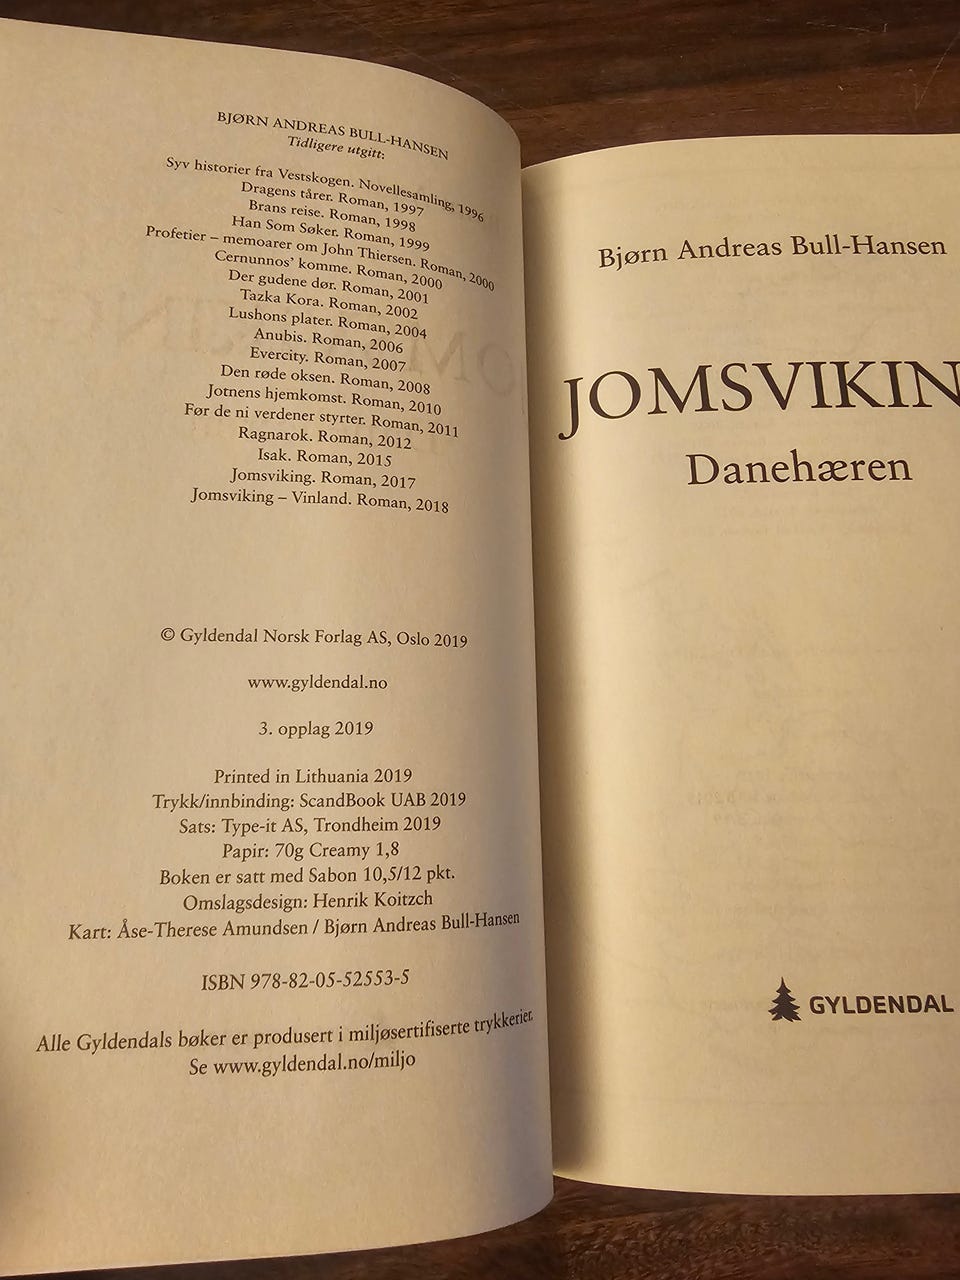 BJØRN ANDREAS BULL-HANSEN
Tidligere utgitt:
Syv historier fra Vestskogen. Novellesamling, 1996
Dragens tårer. Roman, 1997
Brans reise. Roman, 1998
Han Som Søker. Roman, 1999
Profetier – memoarer om John Thiersen. Roman, 2000
Cernunnos’ komme. Roman, 2000
Der gudene dør. Roman, 2001
Tazka Kora. Roman, 2002
Lushons plater. Roman, 2004
Anubis. Roman, 2006
Evercity. Roman, 2007
Den røde oksen. Roman, 2008
Jotnens hjemkomst. Roman, 2010
Før de ni verdener styrter. Roman, 2011
Ragnarok. Roman, 2012
Isak. Roman, 2015
Jomsviking. Roman, 2017
Jomsviking – Vinland. Roman, 2018
© Gyldendal Norsk Forlag AS, Oslo 2019
www.gyldendal.no
3. opplag 2019
Printed in Lithuania 2019
Trykk/innbinding: ScandBook UAB 2019
Sats: Type-it AS, Trondheim 2019
Papir: 70g Creamy 1,8
Boken er satt med Sabon 10,5/12 pkt.
Omslagsdesign: Henrik Koitzch
Kart: Åse-Therese Amundsen / Bjørn Andreas Bull-Hansen
ISBN 978-82-05-52553-5
Alle Gyldendals bøker er produsert i miljøsertifiserte trykkerier.
Se www.gyldendal.no/miljo
Bjørn Andreas Bull-Hansen
JOMSVIKIN
Danehæren
GYLDENDAL